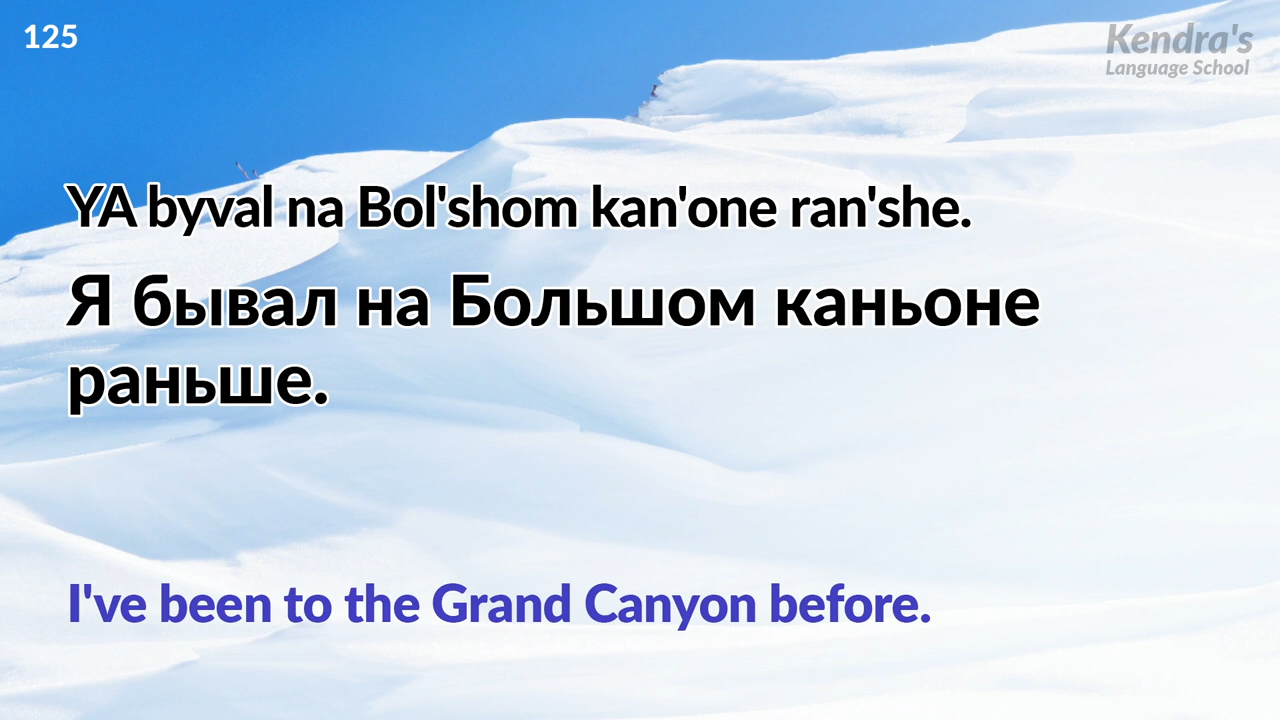 125
Kendra's
Language School
YA byval na Bol'shom kan'one ran'she.
Я бывал на Большом каньоне
раньше.
I've been to the Grand Canyon before.